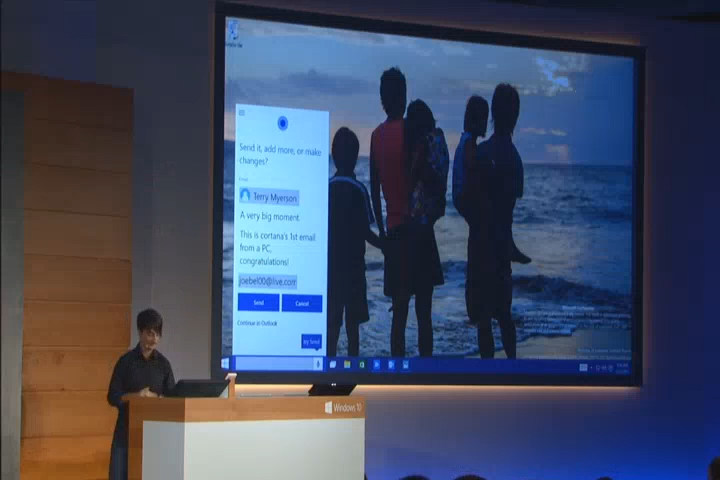 Send it, add more, or make
changes?
Terry Myerson
A very big moment
This is cortana's 1st email
from a PC,
congratulations!
joebel00@live.com
Send
Cancel
Continue in Outlook
Windows 10